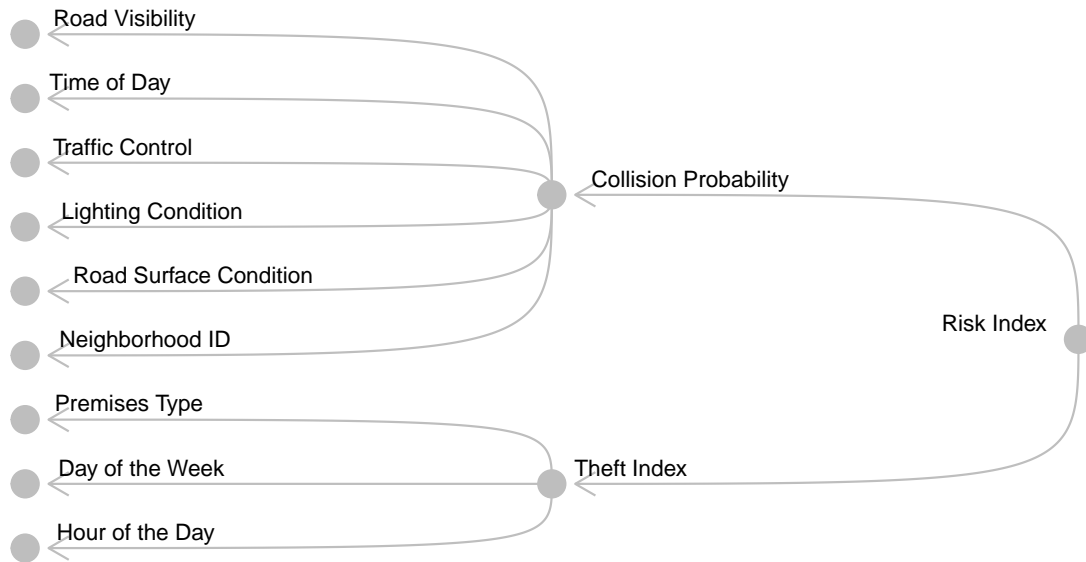 Road Visibility
Time of Day
Traffic Control
Collision Probability
Lighting Condition
Road Surface Condition
Risk Index
Neighborhood ID
Premises Type
Day of the Week
Theft Index
Hour of the Day